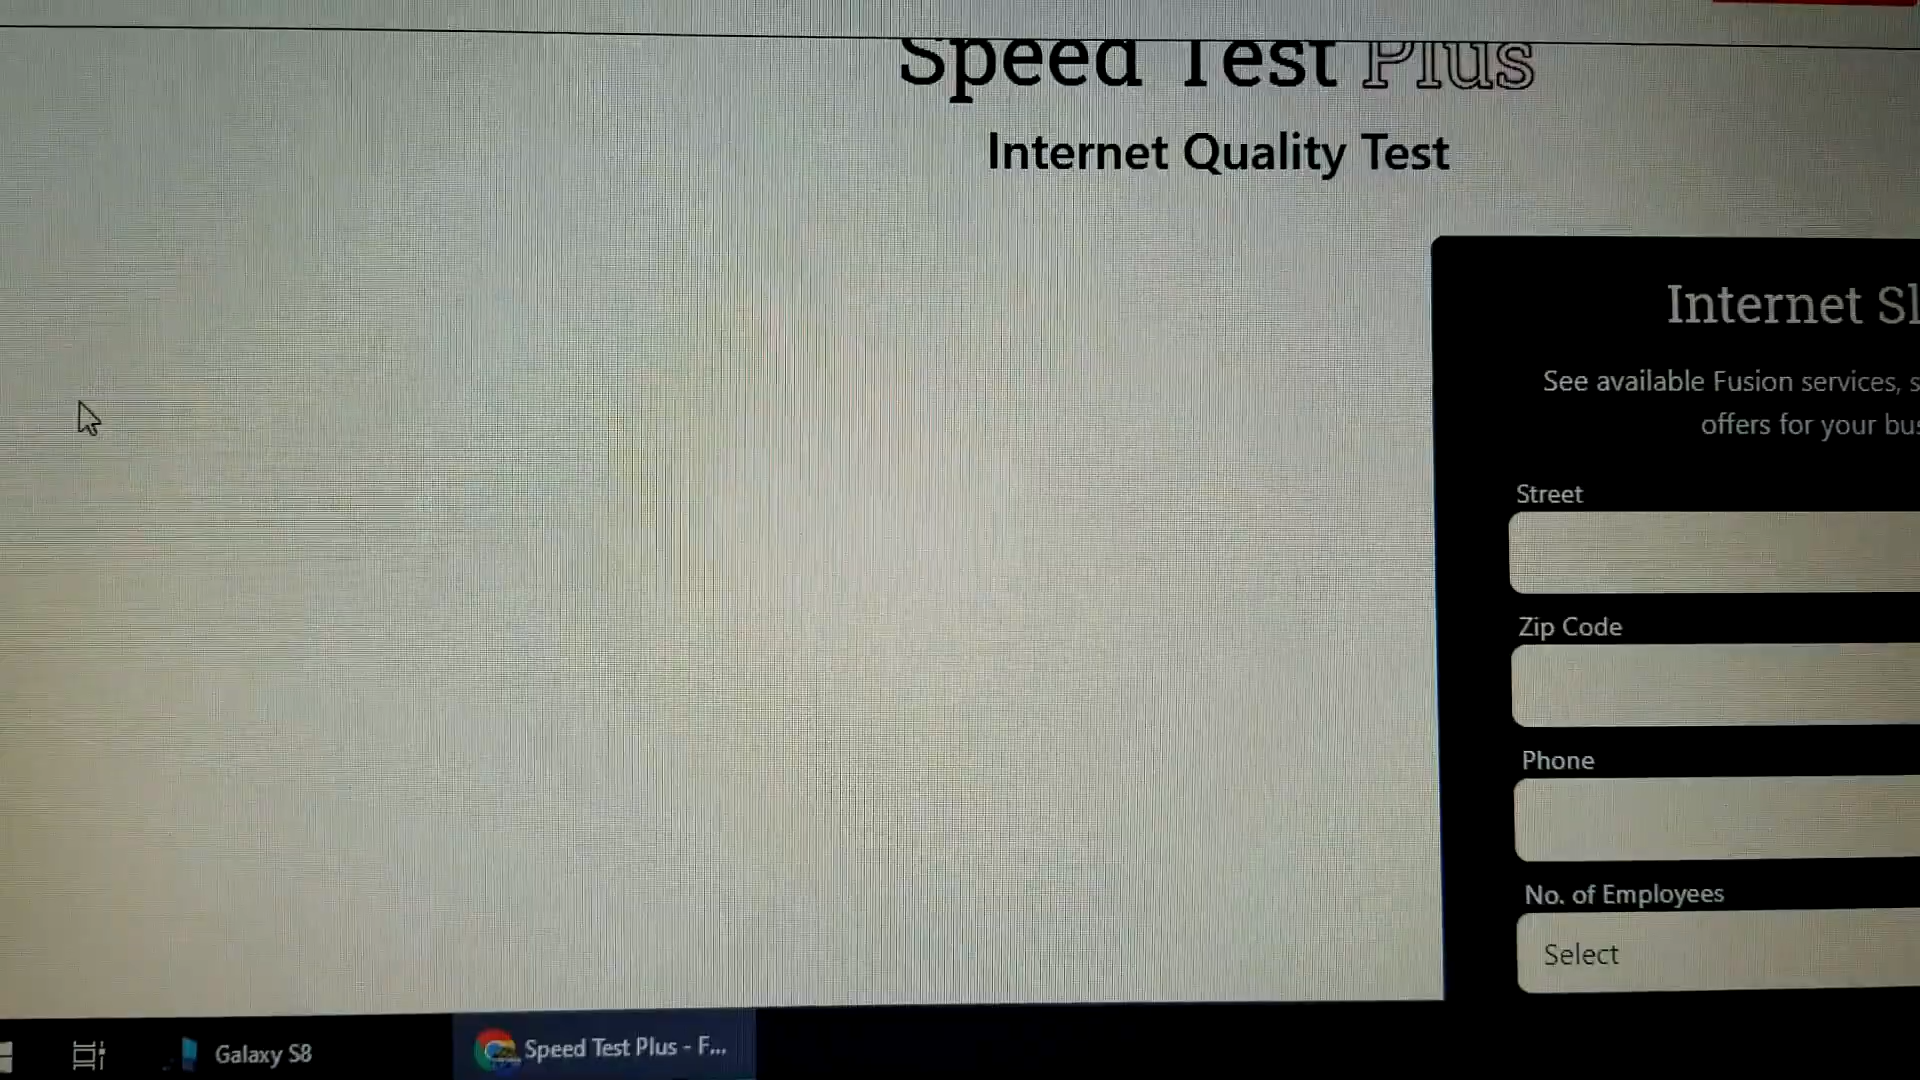 Speed Test Plus
Internet Quality Test
Internet
See available Fusion services,
offers for your
Street
Zip Code
Phone
No. of Employees
Select
Galaxy S8
Speed Test Plus - F...